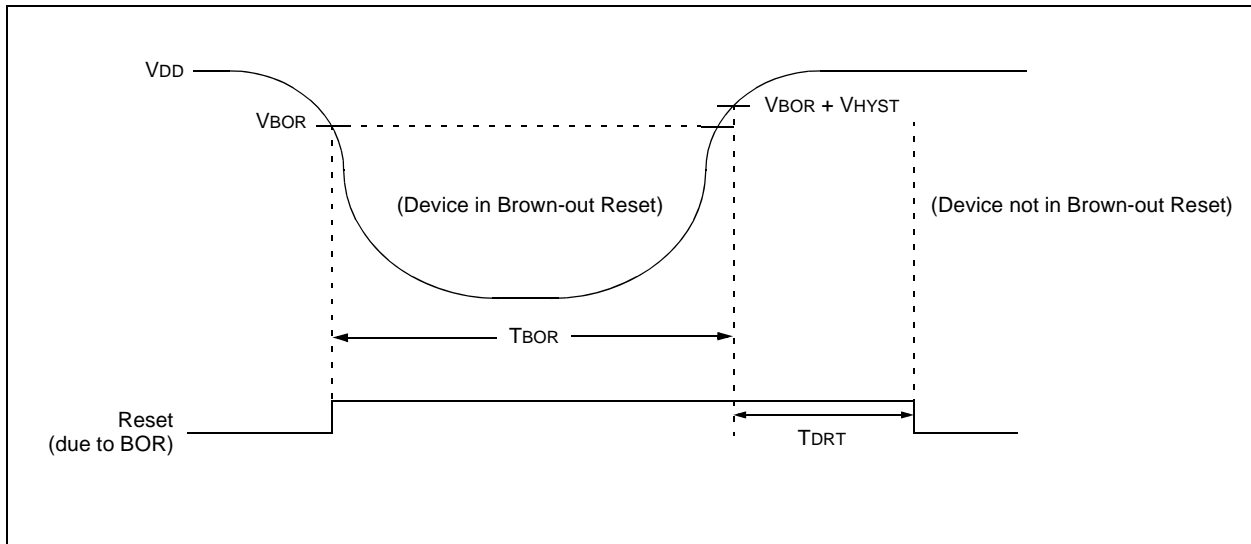 VDD
VBOR + VHYST
VBOR
(Device in Brown-out Reset)
(Device not in Brown-out Reset)
TBOR
Reset
(due to BOR)
TDRT